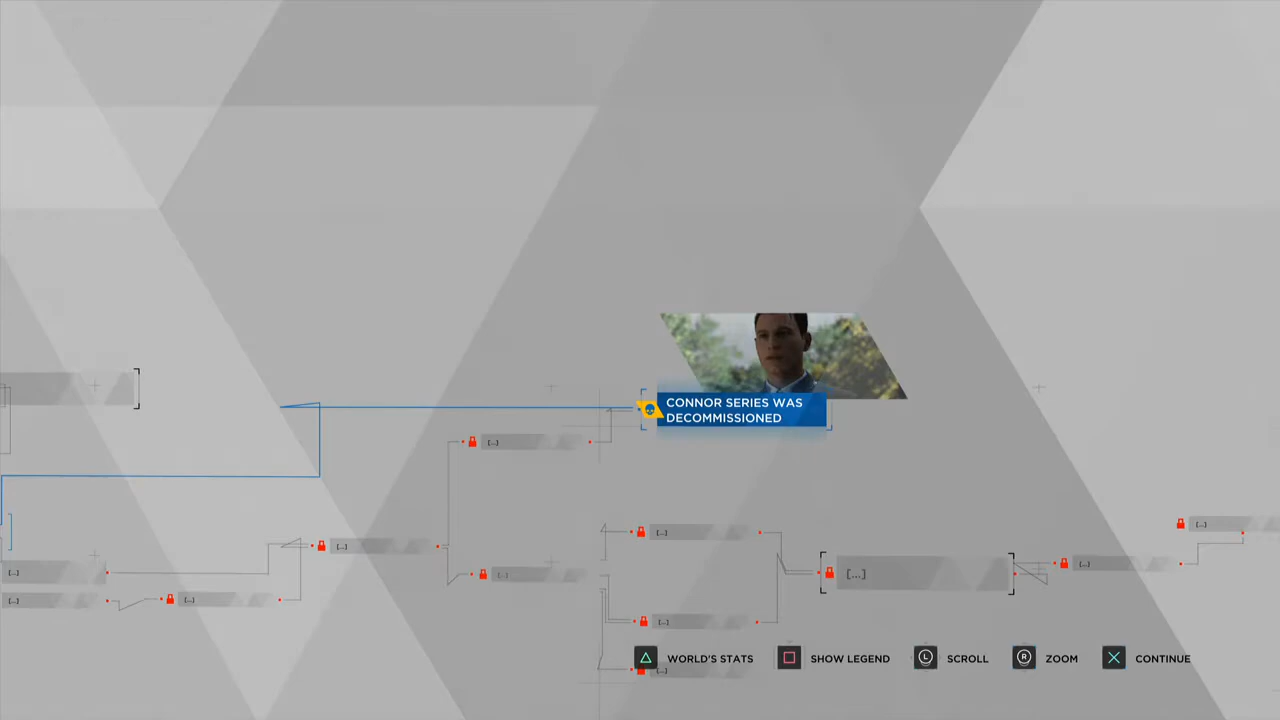 CONNOR SERIES WAS
DECOMMISSIONED
[...]
[...]
[...]
[...]
[...]
[...]
[...]
[...]
[...]
[...]
[...]
[...]
[...]
WORLD'S STATS
SHOW LEGEND
L
SCROLL
R
ZOOM
CONTINUE